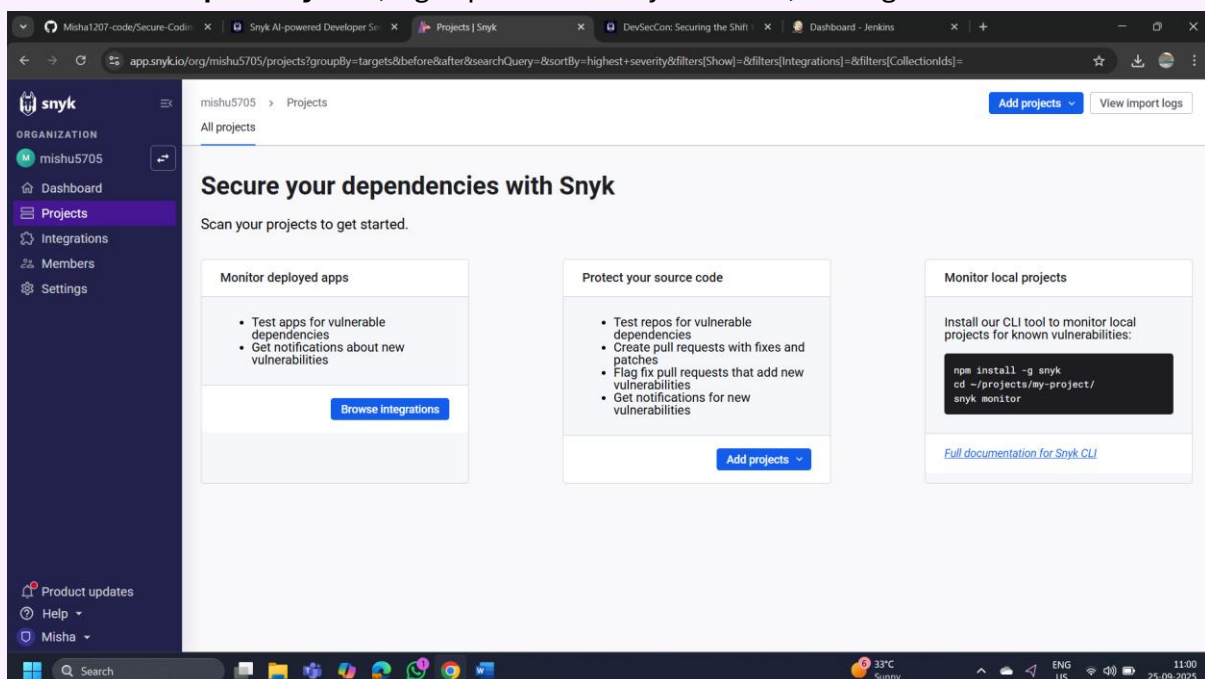 Misha1207-code/Secure-Codin
Snyk AI-powered Developer Se
Projects | Snyk
DevSecCon: Securing the Shift
Dashboard - Jenkins
app.snyk.io/org/mishu5705/projects?groupBy=targets&before&after&searchQuery=&sortBy=highest+severity&filters[Show]=&filters[Integrations]=&filters[CollectionIds]=
snyk
ORGANIZATION
M mishu5705
Dashboard
Projects
Integrations
Members
Settings
Product updates
Help
Misha
mishu5705 > Projects
Add projects
View import logs
All projects
Secure your dependencies with Snyk
Scan your projects to get started.
Monitor deployed apps
• Test apps for vulnerable
dependencies
• Get notifications about new
vulnerabilities
Browse integrations
Protect your source code
• Test repos for vulnerable
dependencies
• Create pull requests with fixes and
patches
• Flag fix pull requests that add new
vulnerabilities
• Get notifications for new
vulnerabilities
Add projects
Monitor local projects
Install our CLI tool to monitor local
projects for known vulnerabilities:
npm install -g snyk
cd ~/projects/my-project/
snyk monitor
Full documentation for Snyk CLI
Search
6
33°C
Sunny
ENG
US
11:00
25-09-2025